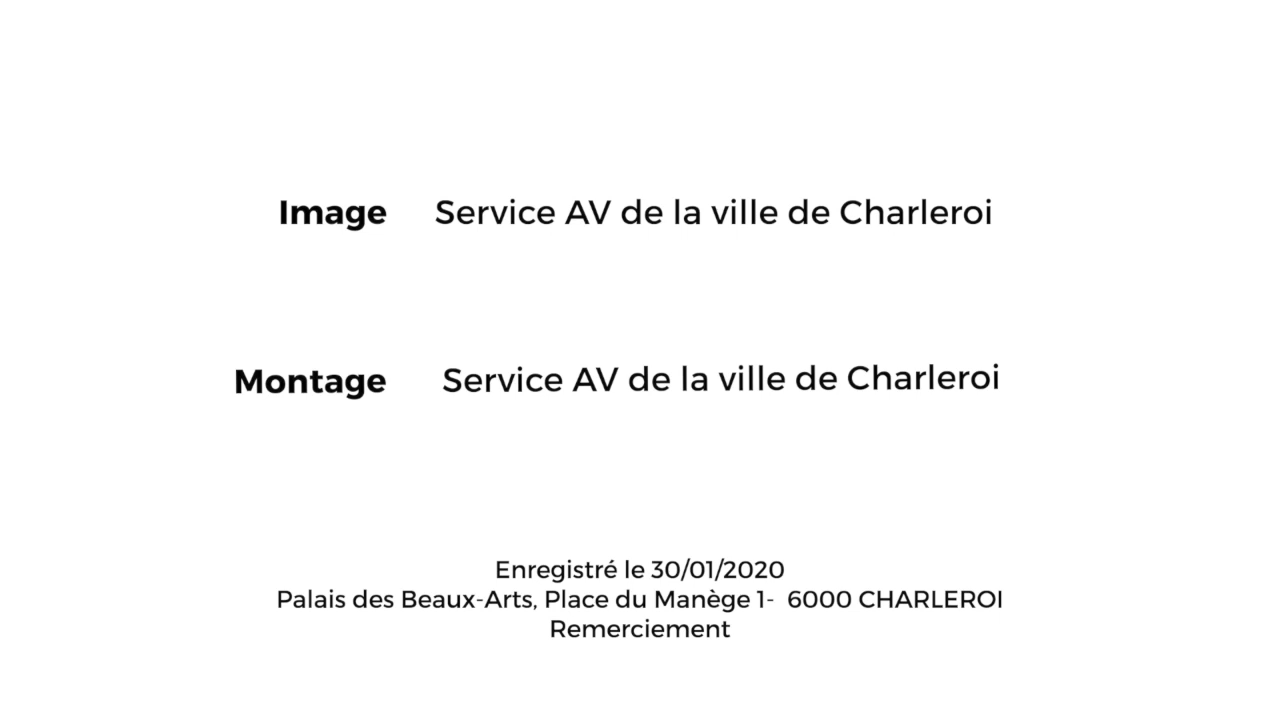 Image Service AV de la ville de Charleroi
Montage Service AV de la ville de Charleroi
Enregistré le 30/01/2020
Palais des Beaux-Arts, Place du Manège 1- 6000 CHARLEROI
Remerciement